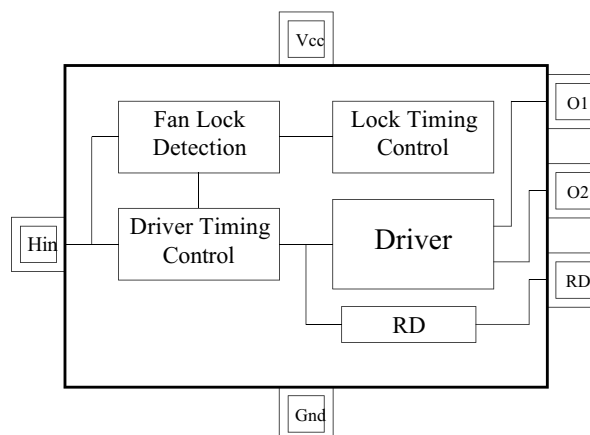 Vcc
Fan Lock
Detection
Lock Timing
Control
O1
O2
Hin
Driver Timing
Control
Driver
RD
RD
Gnd